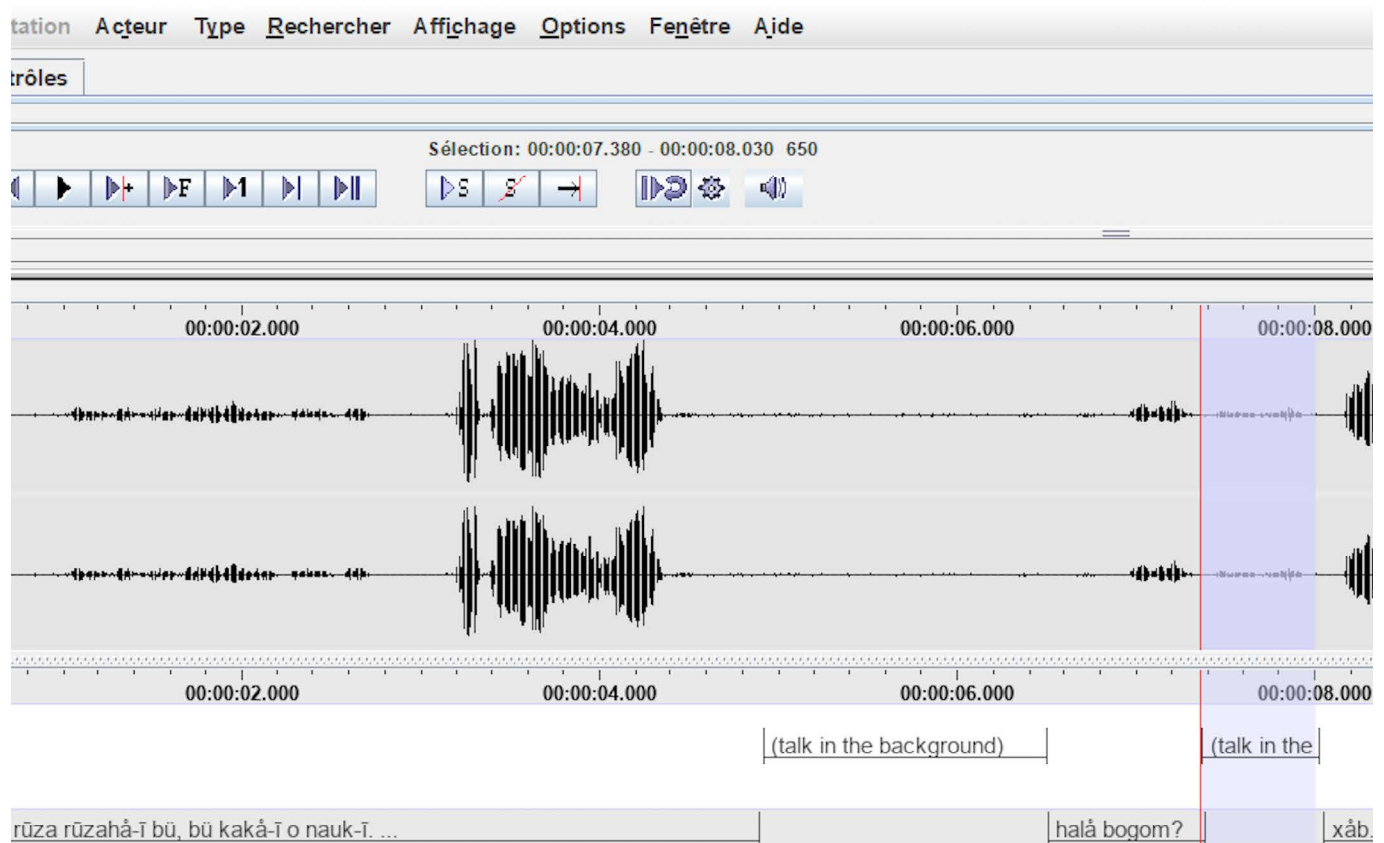 tation Acteur Type Rechercher Affichage Options Fenêtre Aide
trôles
Sélection: 00:00:07.380 - 00:00:08.030 650
F 1 S S
00:00:02.000 00:00:04.000 00:00:06.000 00:00:08.000
00:00:02.000 00:00:04.000 00:00:06.000 00:00:08.000
(talk in the background) (talk in the
rūza rūzahå-ī bü, bü kakå-ī o nauk-ī. ... halå bogom? xåb.